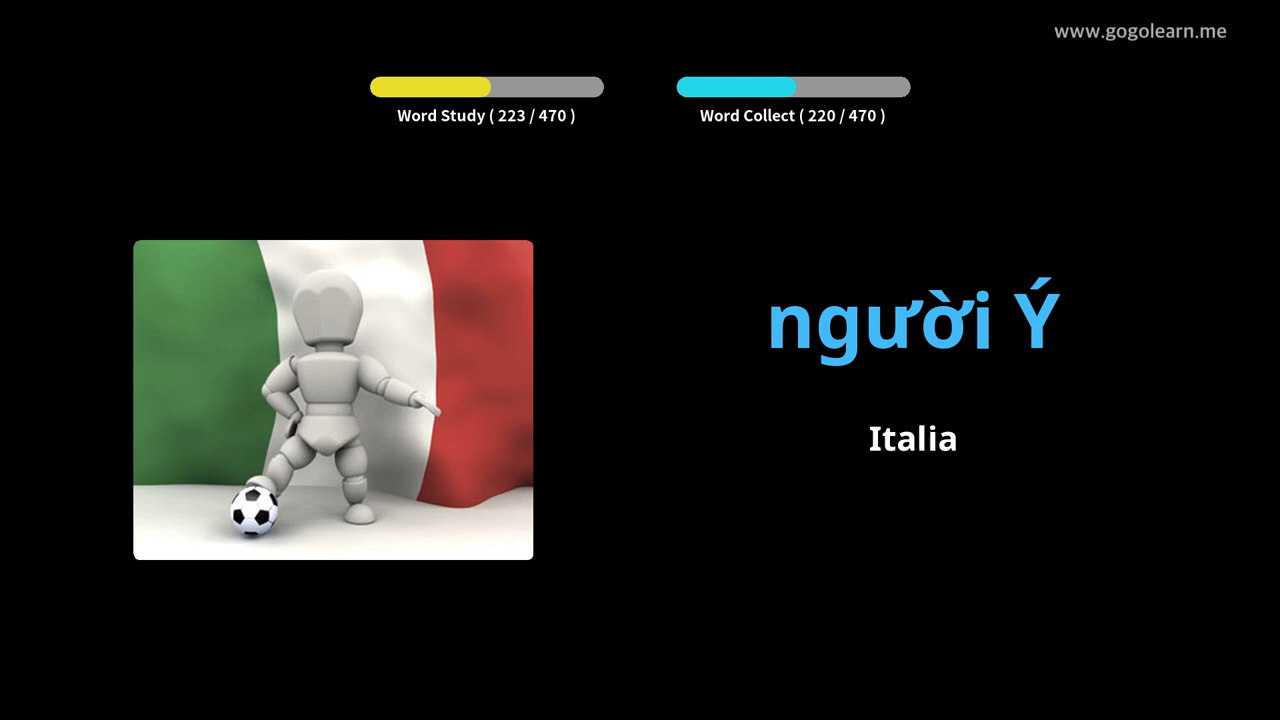 www.gogolearn.me
Word Study ( 223 / 470 )
Word Collect ( 220 / 470 )
người Ý
Italia